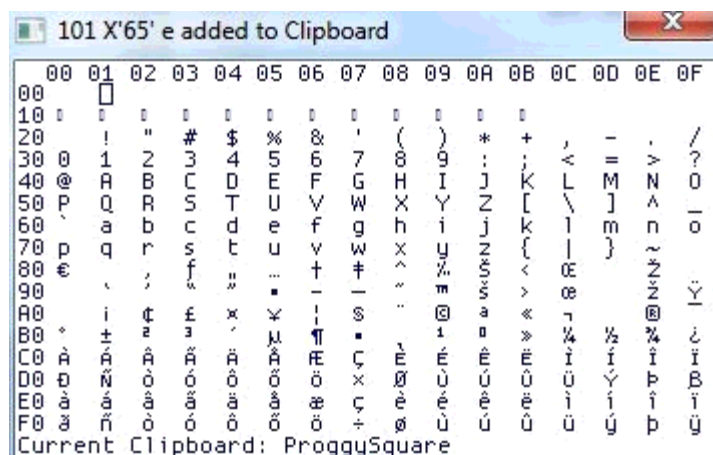 101 X'65' e added to Clipboard
00 01 02 03 04 05 06 07 08 09 0A 0B 0C 0D 0E 0F
00
10
20 ! " # $ % & ' ( ) * + , - . /
30 0 1 2 3 4 5 6 7 8 9 : ; < = > ?
40 @ A B C D E F G H I J K L M N O
50 P Q R S T U V W X Y Z [ \ ] ^ _
60 ` a b c d e f g h i j k l m n o
70 p q r s t u v w x y z { | } ~
80 € ‚ ƒ „ … † ‡ ˆ ‰ Š ‹ Œ Ž
90 ‘ ’ “ ” • – — ˜ ™ š › œ ž Ÿ
A0 ¡ ¢ £ ¤ ¥ ¦ § ¨ © ª « ¬ ® ¯
B0 ° ± ² ³ ´ µ ¶ · ¸ ¹ º » ¼ ½ ¾ ¿
C0 À Á Â Ã Ä Å Æ Ç È É Ê Ë Ì Í Î Ï
D0 Ð Ñ Ò Ó Ô Õ Ö × Ø Ù Ú Û Ü Ý Þ ß
E0 à á â ã ä å æ ç è é ê ë ì í î ï
F0 ð ñ ò ó ô õ ö ÷ ø ù ú û ü ý þ ÿ
Current Clipboard: ProggySquare